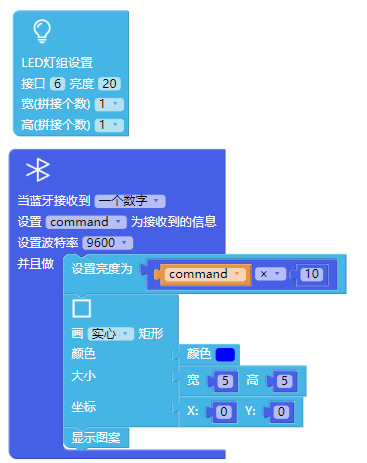 LED灯组设置
接口 6 亮度 20
宽(拼接个数) 1
高(拼接个数) 1
当蓝牙接收到 一个数字
设置 command 为接收到的信息
设置波特率 9600
并且做 设置亮度为 command × 10
画 实心 矩形
颜色 颜色
大小 宽 5 高 5
坐标 X: 0 Y: 0
显示图案